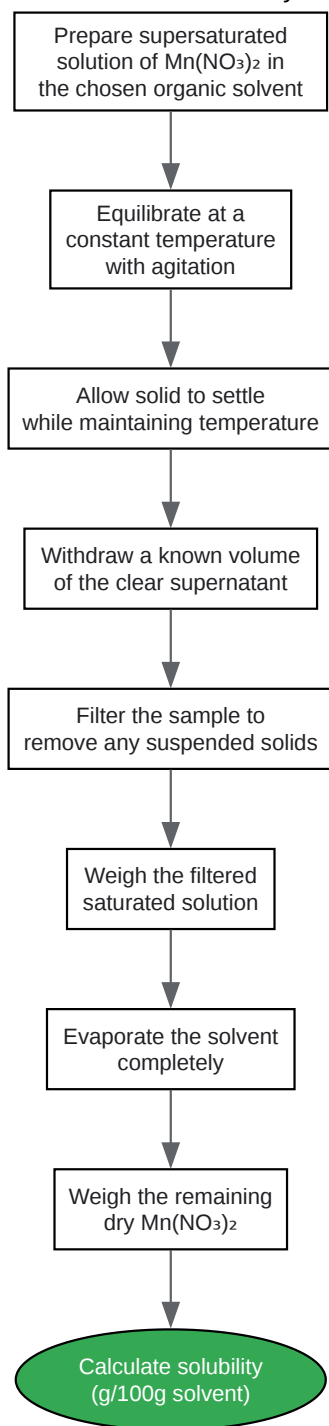 Prepare supersaturated
solution of Mn(NO₃)₂ in
the chosen organic solvent
Equilibrate at a
constant temperature
with agitation
Allow solid to settle
while maintaining temperature
Withdraw a known volume
of the clear supernatant
Filter the sample to
remove any suspended solids
Weigh the filtered
saturated solution
Evaporate the solvent
completely
Weigh the remaining
dry Mn(NO₃)₂
Calculate solubility
(g/100g solvent)